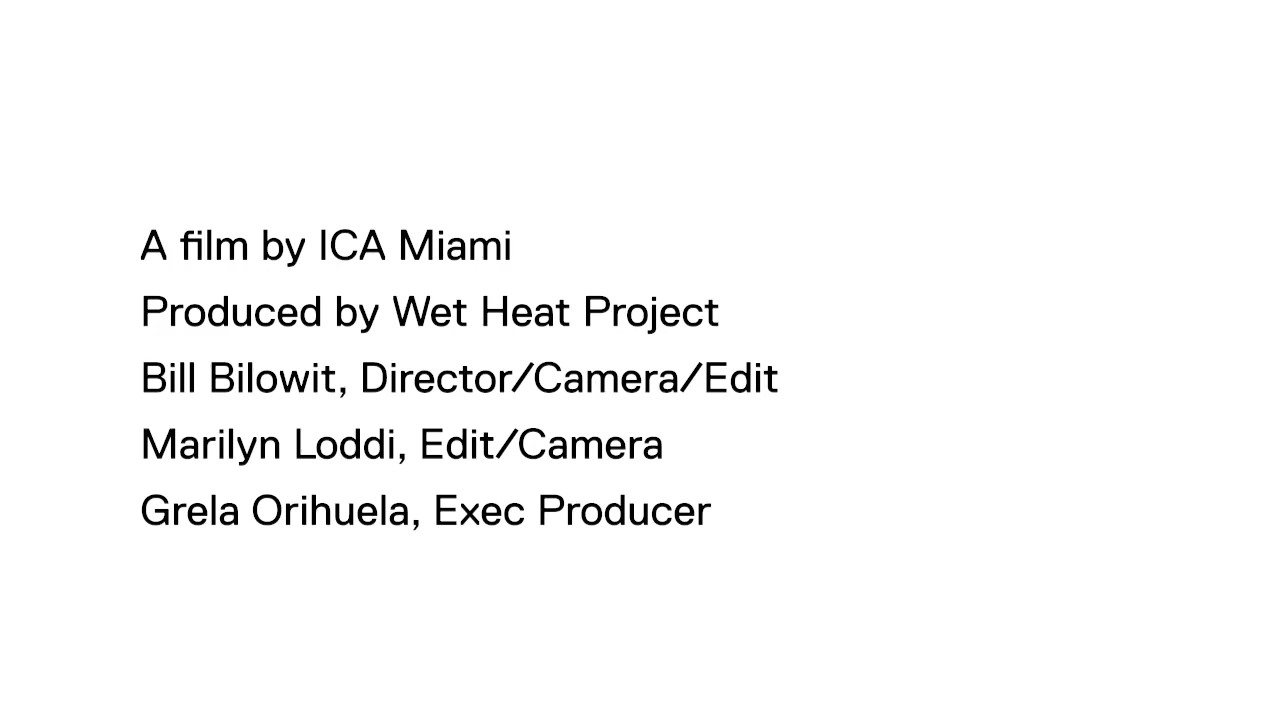 A film by ICA Miami
Produced by Wet Heat Project
Bill Bilowit, Director/Camera/Edit
Marilyn Loddi, Edit/Camera
Grela Orihuela, Exec Producer